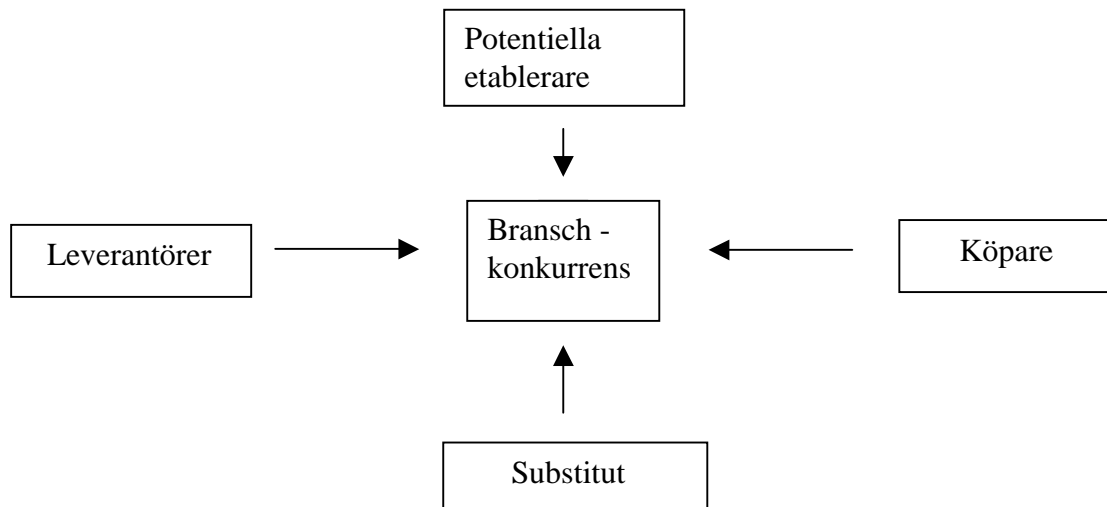 Potentiella
etablerare
Leverantörer
Bransch -
konkurrens
Köpare
Substitut